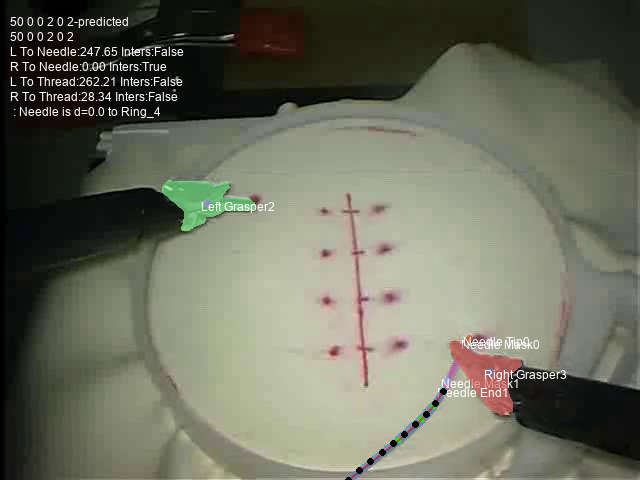 50 0 0 2 0 2-predicted
50 0 0 2 0 2
L To Needle:247.65 Inters:False
R To Needle:0.00 Inters:True
L To Thread:262.21 Inters:False
R To Thread:28.34 Inters:False
: Needle is d=0.0 to Ring_4
Left Grasper2
Needle Tip0
Needle Mask0
Right Grasper3
Needle Mask1
Needle End1